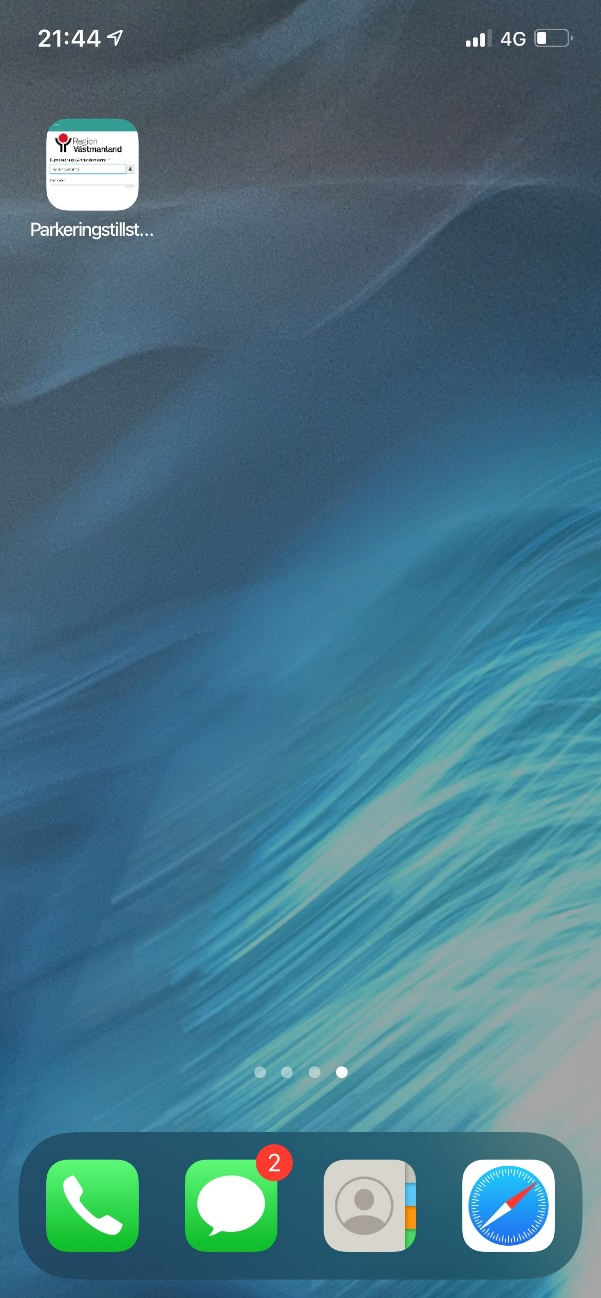 21:44
4G
Region
Västmanland
Parkeringstillst...
2